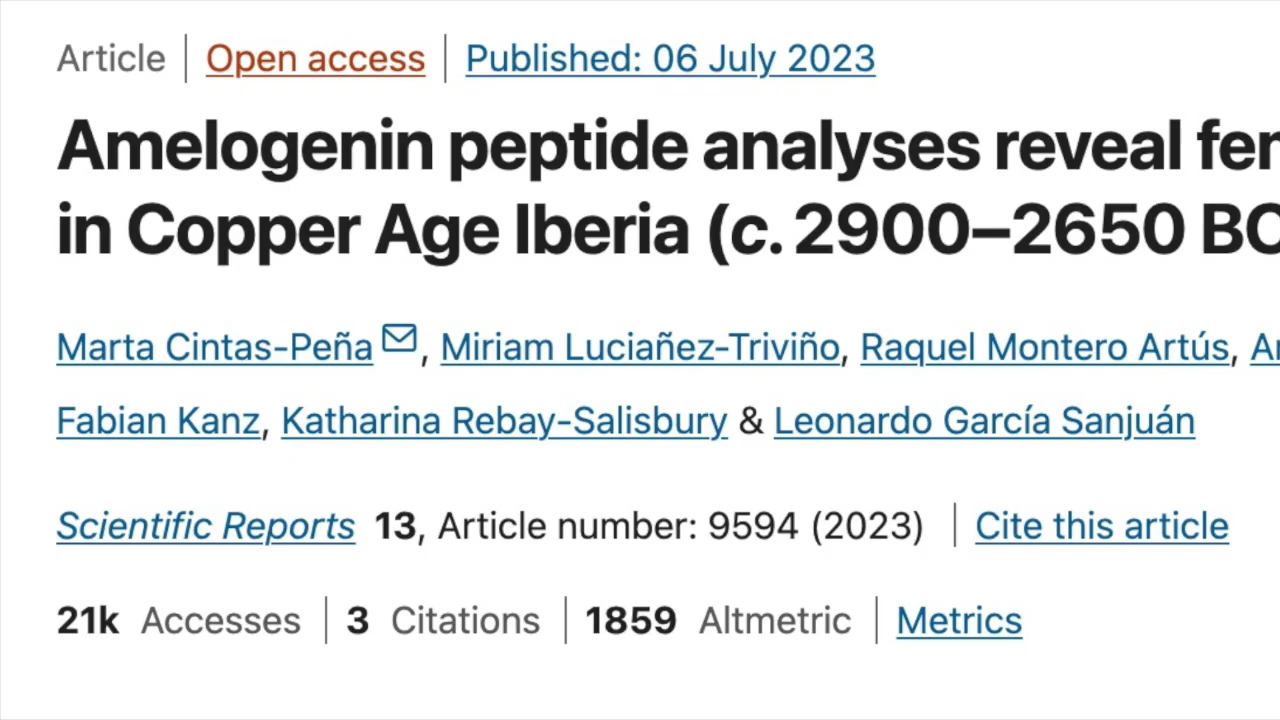 Article | Open access | Published: 06 July 2023
Amelogenin peptide analyses reveal
in Copper Age Iberia (c. 2900–2650
Marta Cintas-Peña, Miriam Luciañez-Triviño, Raquel Montero Artús,
Fabian Kanz, Katharina Rebay-Salisbury & Leonardo García Sanjuán
Scientific Reports 13, Article number: 9594 (2023) | Cite this article
21k Accesses | 3 Citations | 1859 Altmetric | Metrics